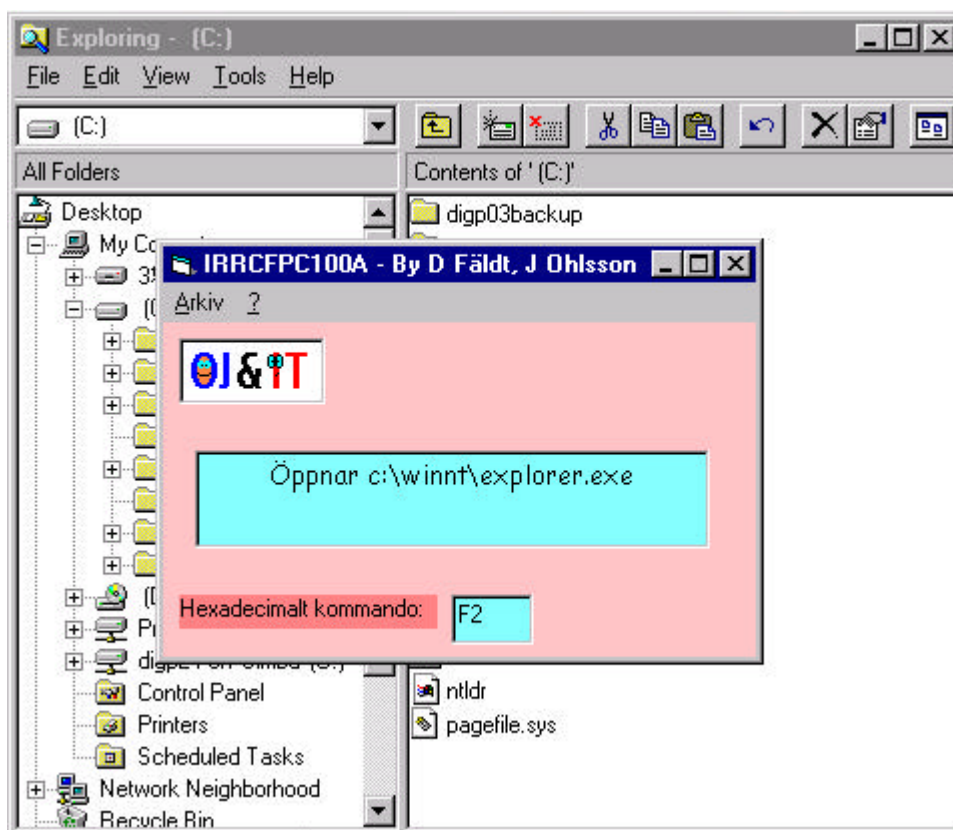 Exploring - (C:)
File Edit View Tools Help
(C:)
All Folders
Contents of '(C:)'
Desktop
digp03backup
My
IRRCFPC100A - By D Fäldt, J Ohlsson
Arkiv ?
OJ & iT
Öppnar c:\winnt\explorer.exe
Hexadecimalt kommando: F2
Control Panel
ntldr
Printers
pagefile.sys
Scheduled Tasks
Network Neighborhood
Recycle Bin